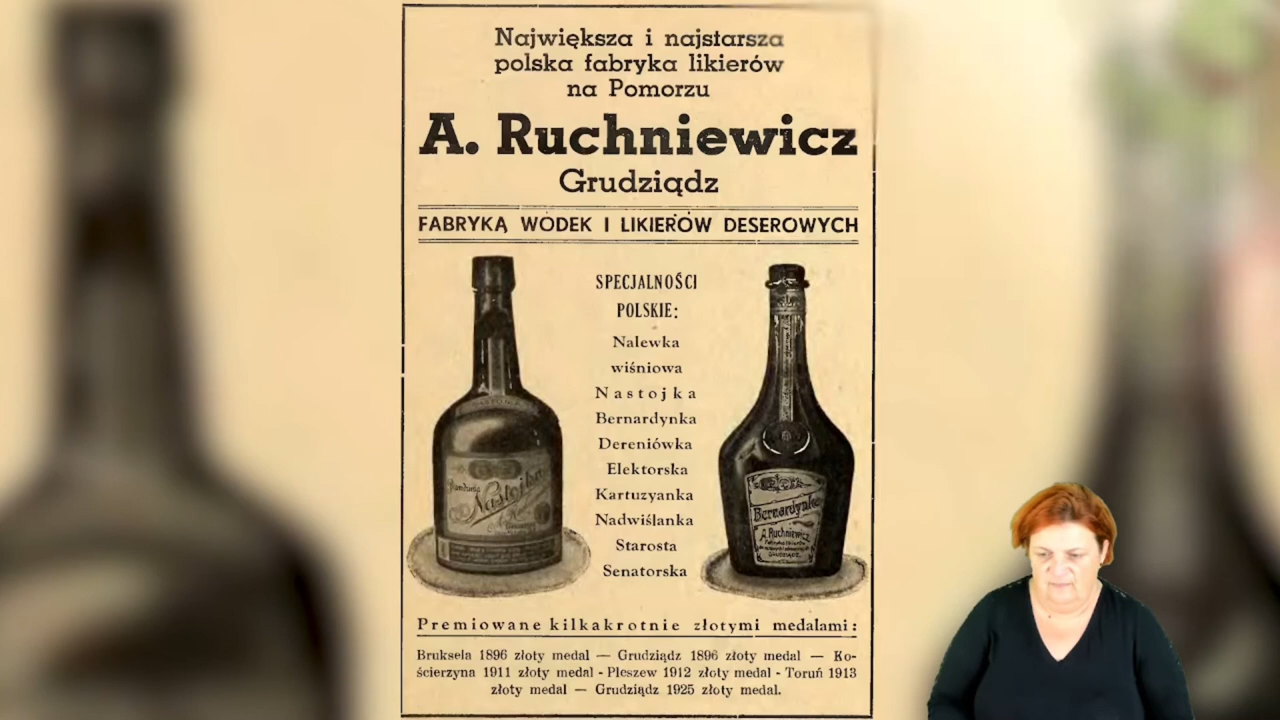 Największa i najstarsza
polska fabryka likierów
na Pomorzu
A. Ruchniewicz
Grudziądz
FABRYKĄ WÓDEK I LIKIERÓW DESEROWYCH
SPECJALNOŚCI
POLSKIE:
Nalewka
wiśniowa
Nastojka
Bernardynka
Dereniówka
Elektorska
Kartuzyanka
Nadwiślanka
Starosta
Senatorska
Nastojka
Bernardynka
A. Ruchniewicz
GRUDZIĄDZ
Premiowane kilkakrotnie złotymi medalami:
Bruksela 1896 złoty medal — Grudziądz 1896 złoty medal — Ko-
ścierzyna 1911 złoty medal - Pleszew 1912 złoty medal - Toruń 1913
złoty medal — Grudziądz 1925 złoty medal.